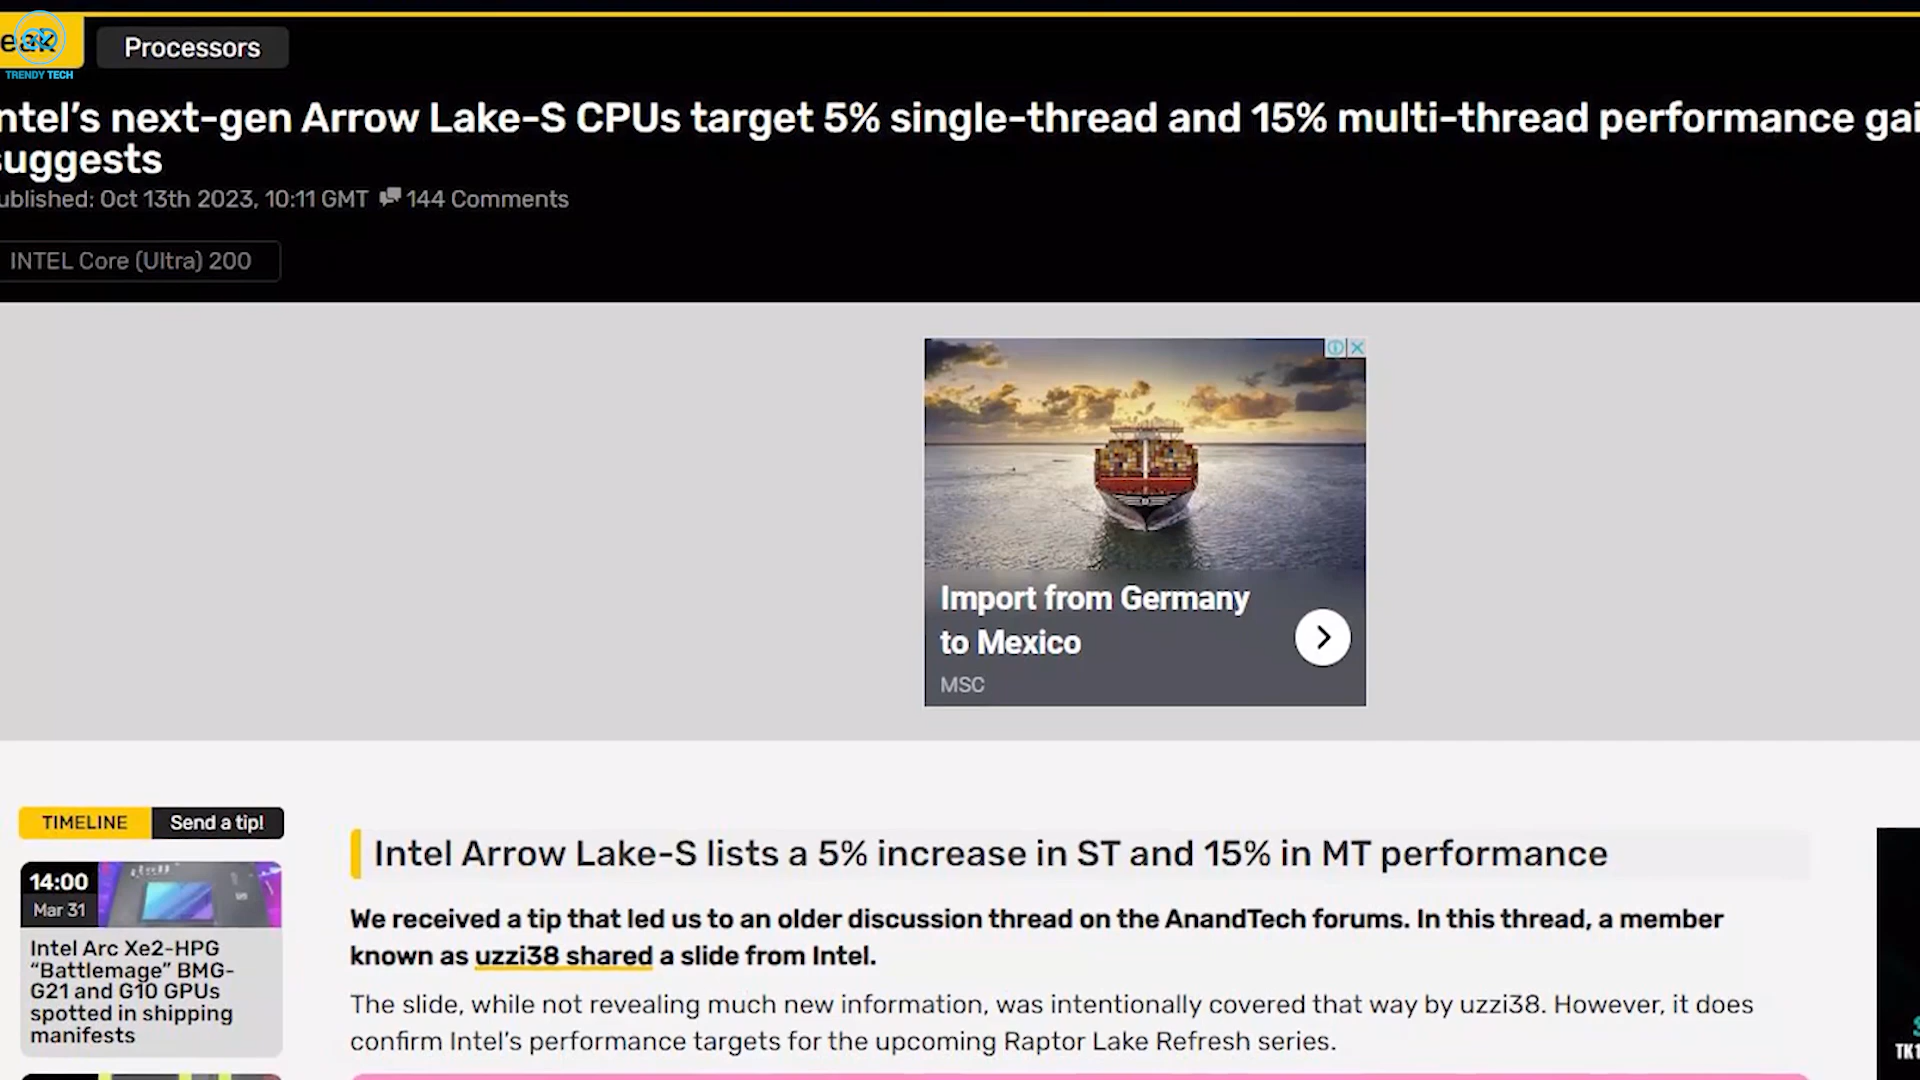 eak
TRENDY TECH
Processors
ntel's next-gen Arrow Lake-S CPUs target 5% single-thread and 15% multi-thread performance gai
suggests
ublished: Oct 13th 2023, 10:11 GMT 144 Comments
INTEL Core (Ultra) 200
Import from Germany
to Mexico
MSC
TIMELINE Send a tip!
14:00
Mar 31
Intel Arc Xe2-HPG
“Battlemage” BMG-
G21 and G10 GPUs
spotted in shipping
manifests
Intel Arrow Lake-S lists a 5% increase in ST and 15% in MT performance
We received a tip that led us to an older discussion thread on the AnandTech forums. In this thread, a member
known as uzzi38 shared a slide from Intel.
The slide, while not revealing much new information, was intentionally covered that way by uzzi38. However, it does
confirm Intel's performance targets for the upcoming Raptor Lake Refresh series.